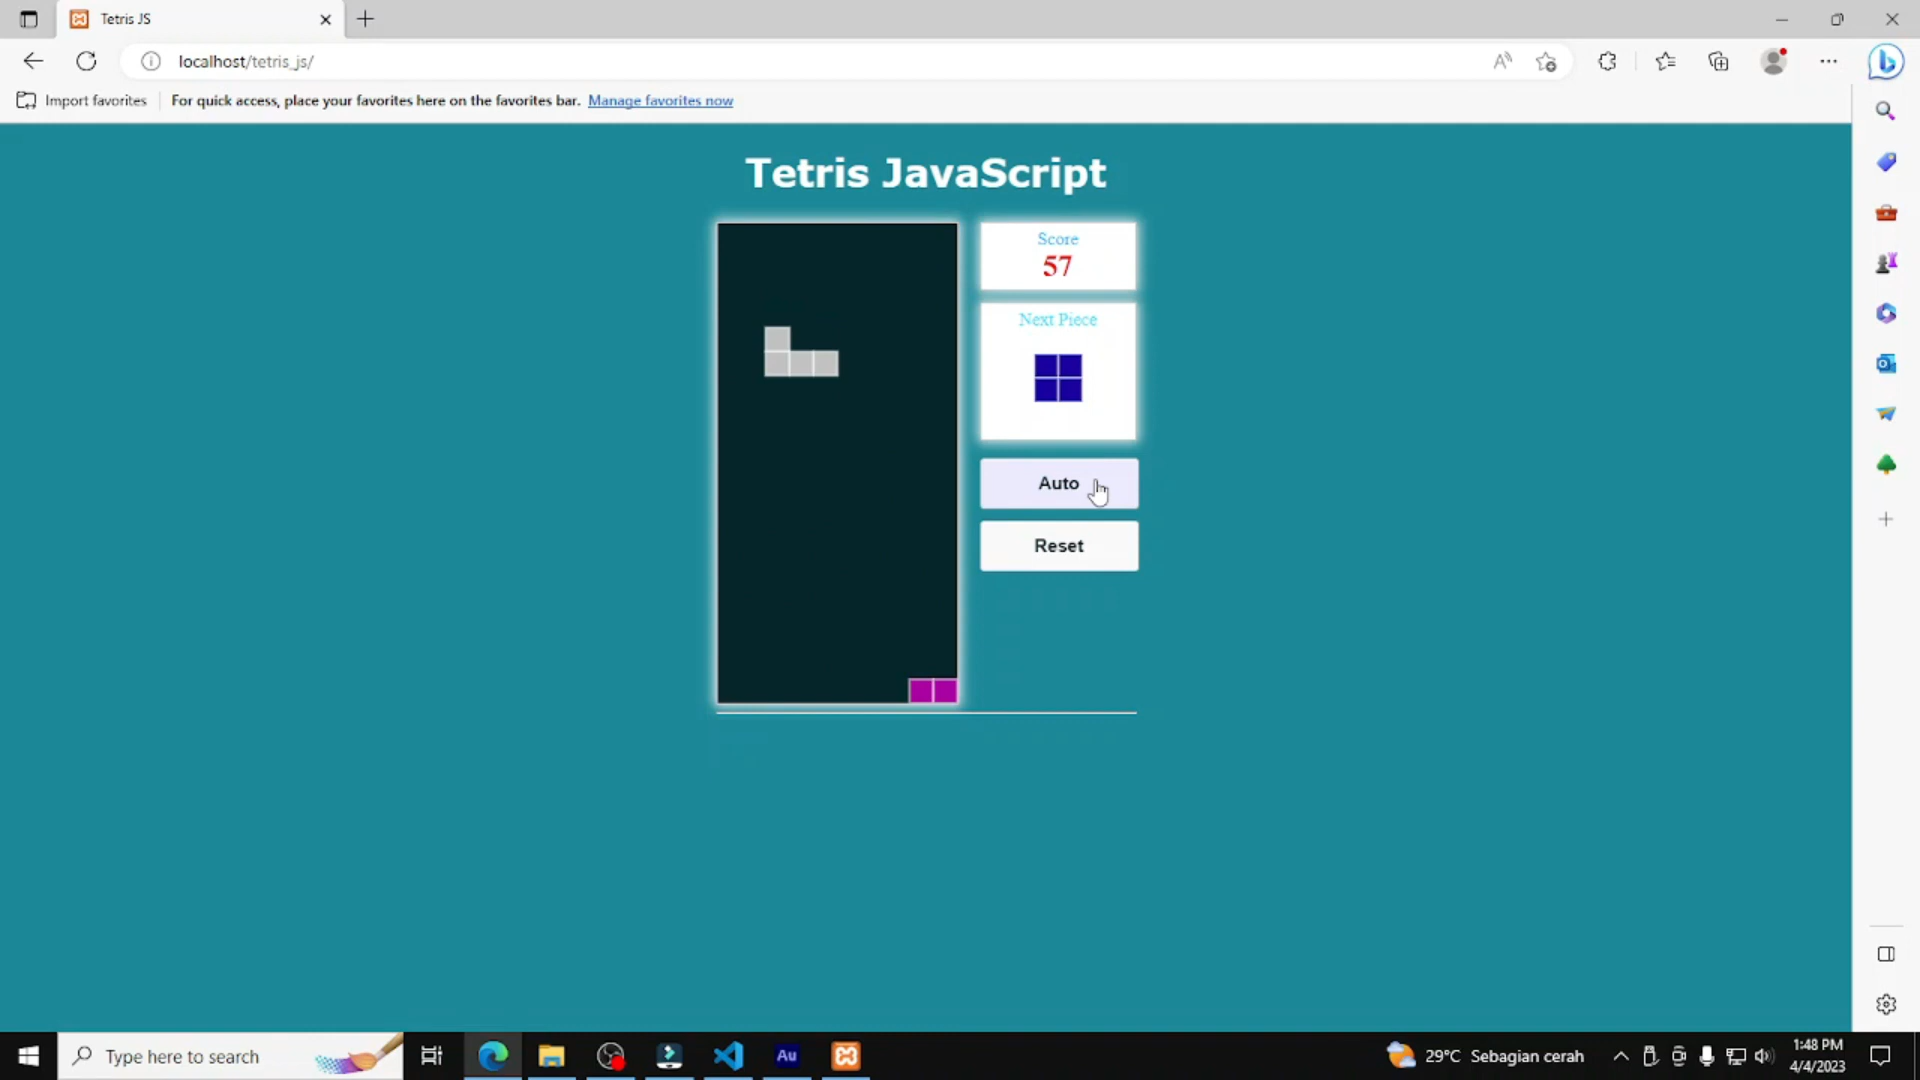 Tetris JS
localhost/tetris_js/
Import favorites
For quick access, place your favorites here on the favorites bar. Manage favorites now
Tetris JavaScript
Score
57
Next Piece
Auto
Reset
Type here to search
Au
29°C Sebagian cerah
1:48 PM
4/4/2023